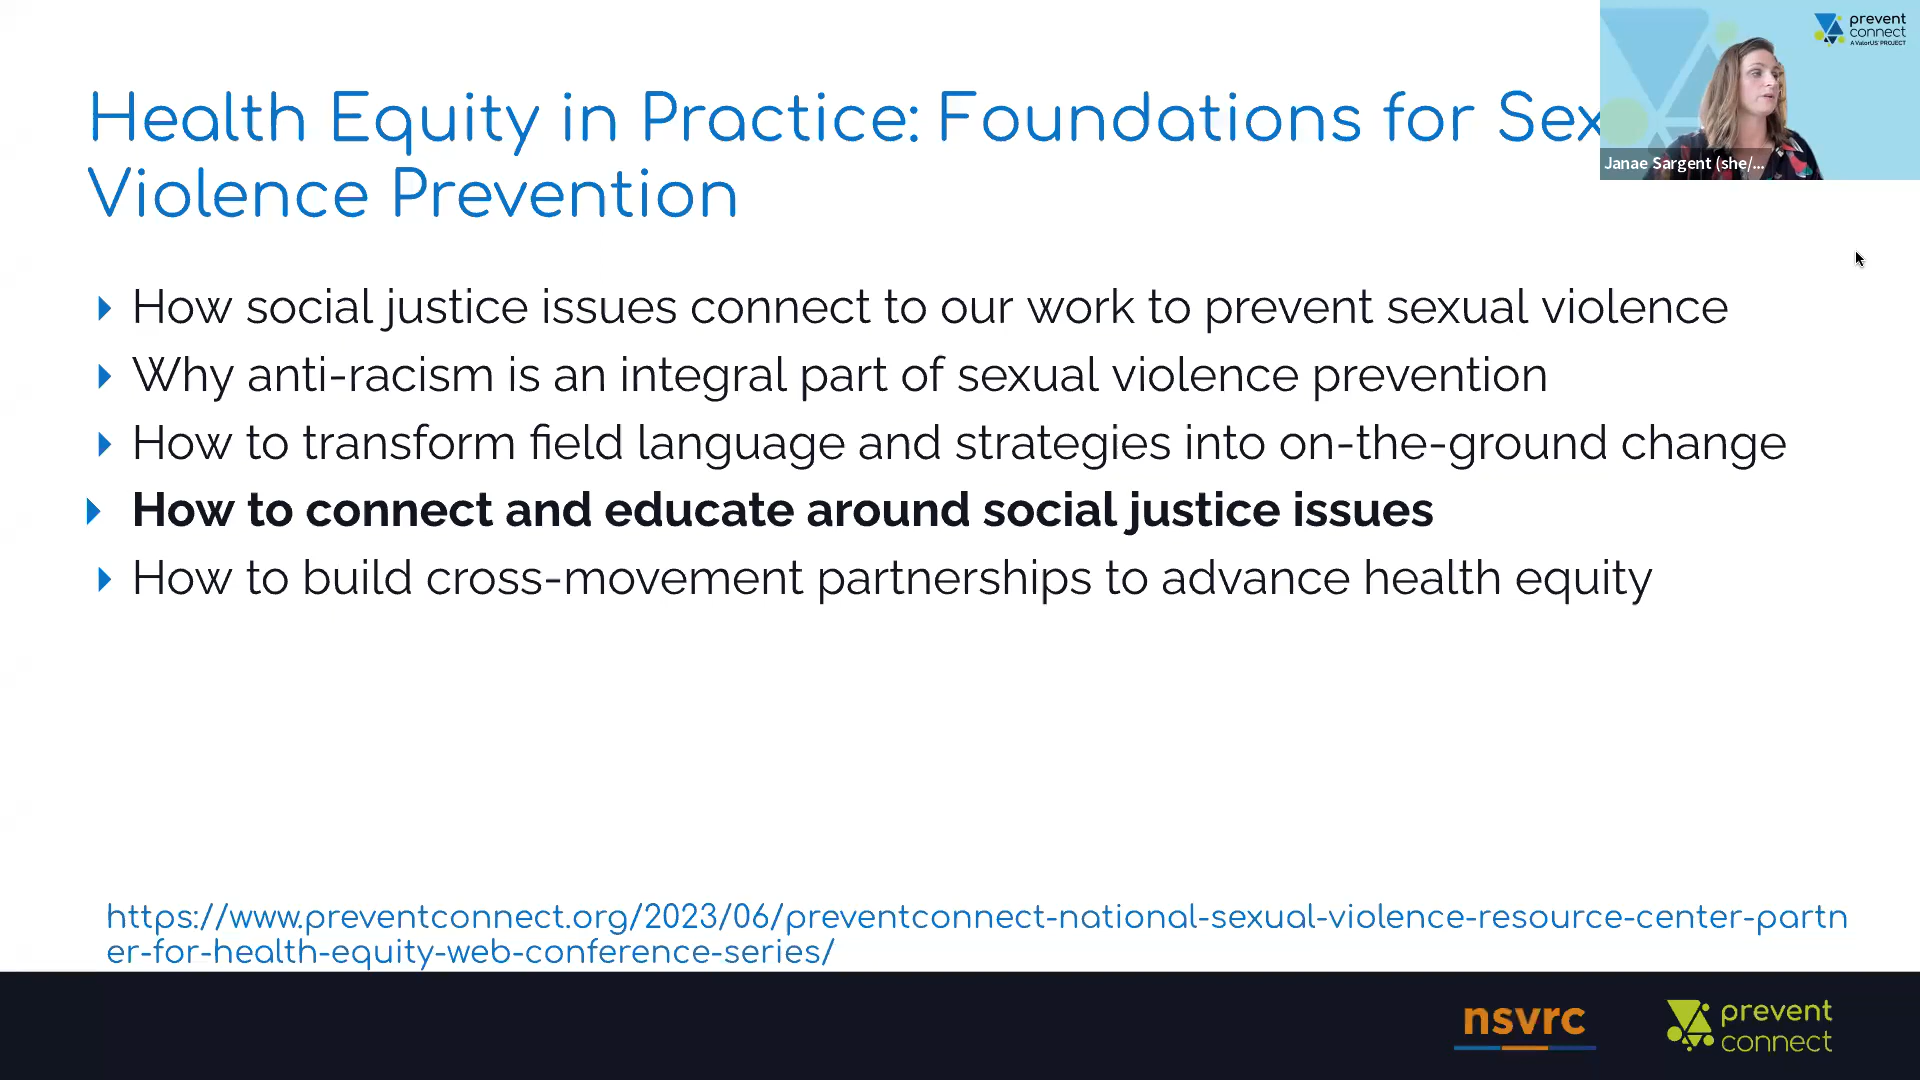 prevent
connect
A ValorUS PROJECT
Health Equity in Practice: Foundations for Sex
Violence Prevention
Janae Sargent (she/...
How social justice issues connect to our work to prevent sexual violence
Why anti-racism is an integral part of sexual violence prevention
How to transform field language and strategies into on-the-ground change
How to connect and educate around social justice issues
How to build cross-movement partnerships to advance health equity
https://www.preventconnect.org/2023/06/preventconnect-national-sexual-violence-resource-center-partn
er-for-health-equity-web-conference-series/
nsvrc
prevent
connect